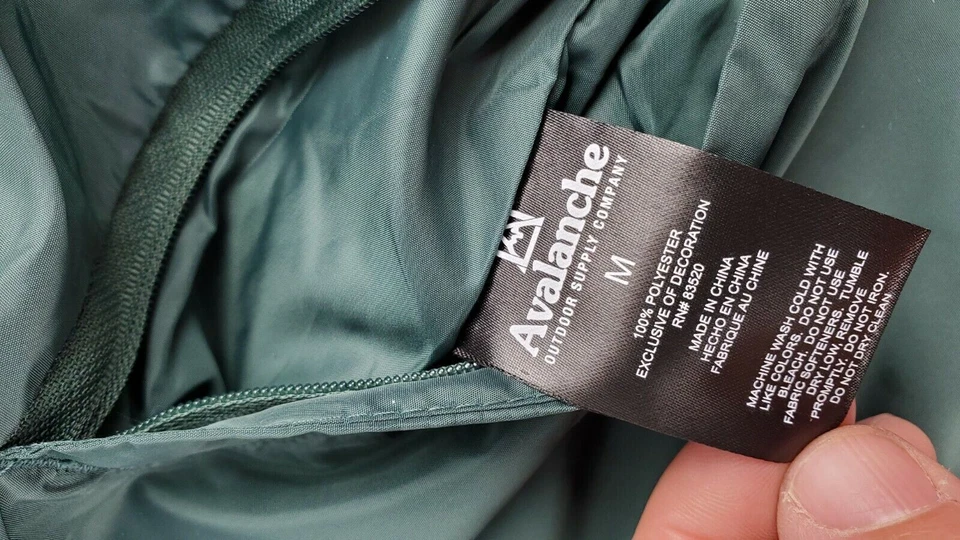 Avalanche
OUTDOOR SUPPLY COMPANY
M
100% POLYESTER
EXCLUSIVE OF DECORATION
RN# 83520
MADE IN CHINA
HECHO EN CHINA
FABRIQUE AU CHINE
MACHINE WASH COLD WITH
LIKE COLORS. DO NOT USE
BLEACH. DO NOT USE
FABRIC SOFTENERS. TUMBLE
DRY LOW. REMOVE
PROMPTLY. DO NOT IRON.
DO NOT DRY CLEAN.